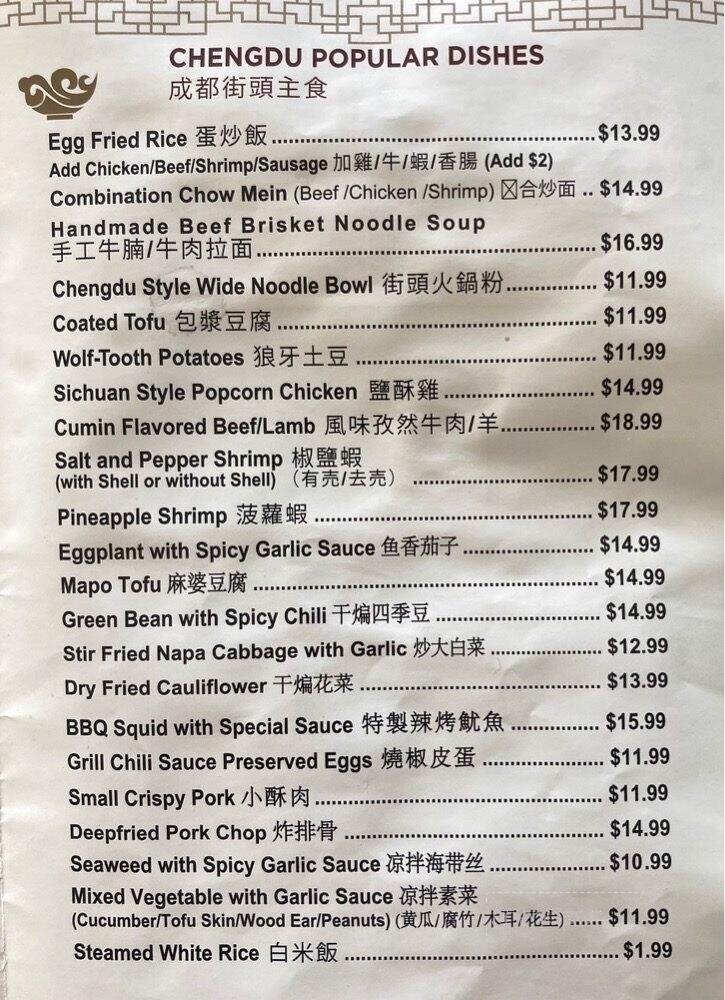 CHENGDU POPULAR DISHES
成都街頭主食
Egg Fried Rice 蛋炒飯 .......... $13.99
Add Chicken/Beef/Shrimp/Sausage 加雞/牛/蝦/香腸 (Add $2)
Combination Chow Mein (Beef /Chicken /Shrimp) ☒合炒面 .. $14.99
Handmade Beef Brisket Noodle Soup
手工牛腩/牛肉拉面 .......... $16.99
Chengdu Style Wide Noodle Bowl 街頭火鍋粉 .......... $11.99
Coated Tofu 包漿豆腐 .......... $11.99
Wolf-Tooth Potatoes 狼牙土豆 .......... $11.99
Sichuan Style Popcorn Chicken 鹽酥雞 .......... $14.99
Cumin Flavored Beef/Lamb 風味孜然牛肉/羊 .......... $18.99
Salt and Pepper Shrimp 椒鹽蝦
(with Shell or without Shell) （有壳/去壳） .......... $17.99
Pineapple Shrimp 菠蘿蝦 .......... $17.99
Eggplant with Spicy Garlic Sauce 鱼香茄子 .......... $14.99
Mapo Tofu 麻婆豆腐 .......... $14.99
Green Bean with Spicy Chili 干煸四季豆 .......... $14.99
Stir Fried Napa Cabbage with Garlic 炒大白菜 .......... $12.99
Dry Fried Cauliflower 干煸花菜 .......... $13.99
BBQ Squid with Special Sauce 特製辣烤魷魚 .......... $15.99
Grill Chili Sauce Preserved Eggs 燒椒皮蛋 .......... $11.99
Small Crispy Pork 小酥肉 .......... $11.99
Deepfried Pork Chop 炸排骨 .......... $14.99
Seaweed with Spicy Garlic Sauce 凉拌海带丝 .......... $10.99
Mixed Vegetable with Garlic Sauce 凉拌素菜
(Cucumber/Tofu Skin/Wood Ear/Peanuts) (黄瓜/腐竹/木耳/花生) ...... $11.99
Steamed White Rice 白米飯 .......... $1.99